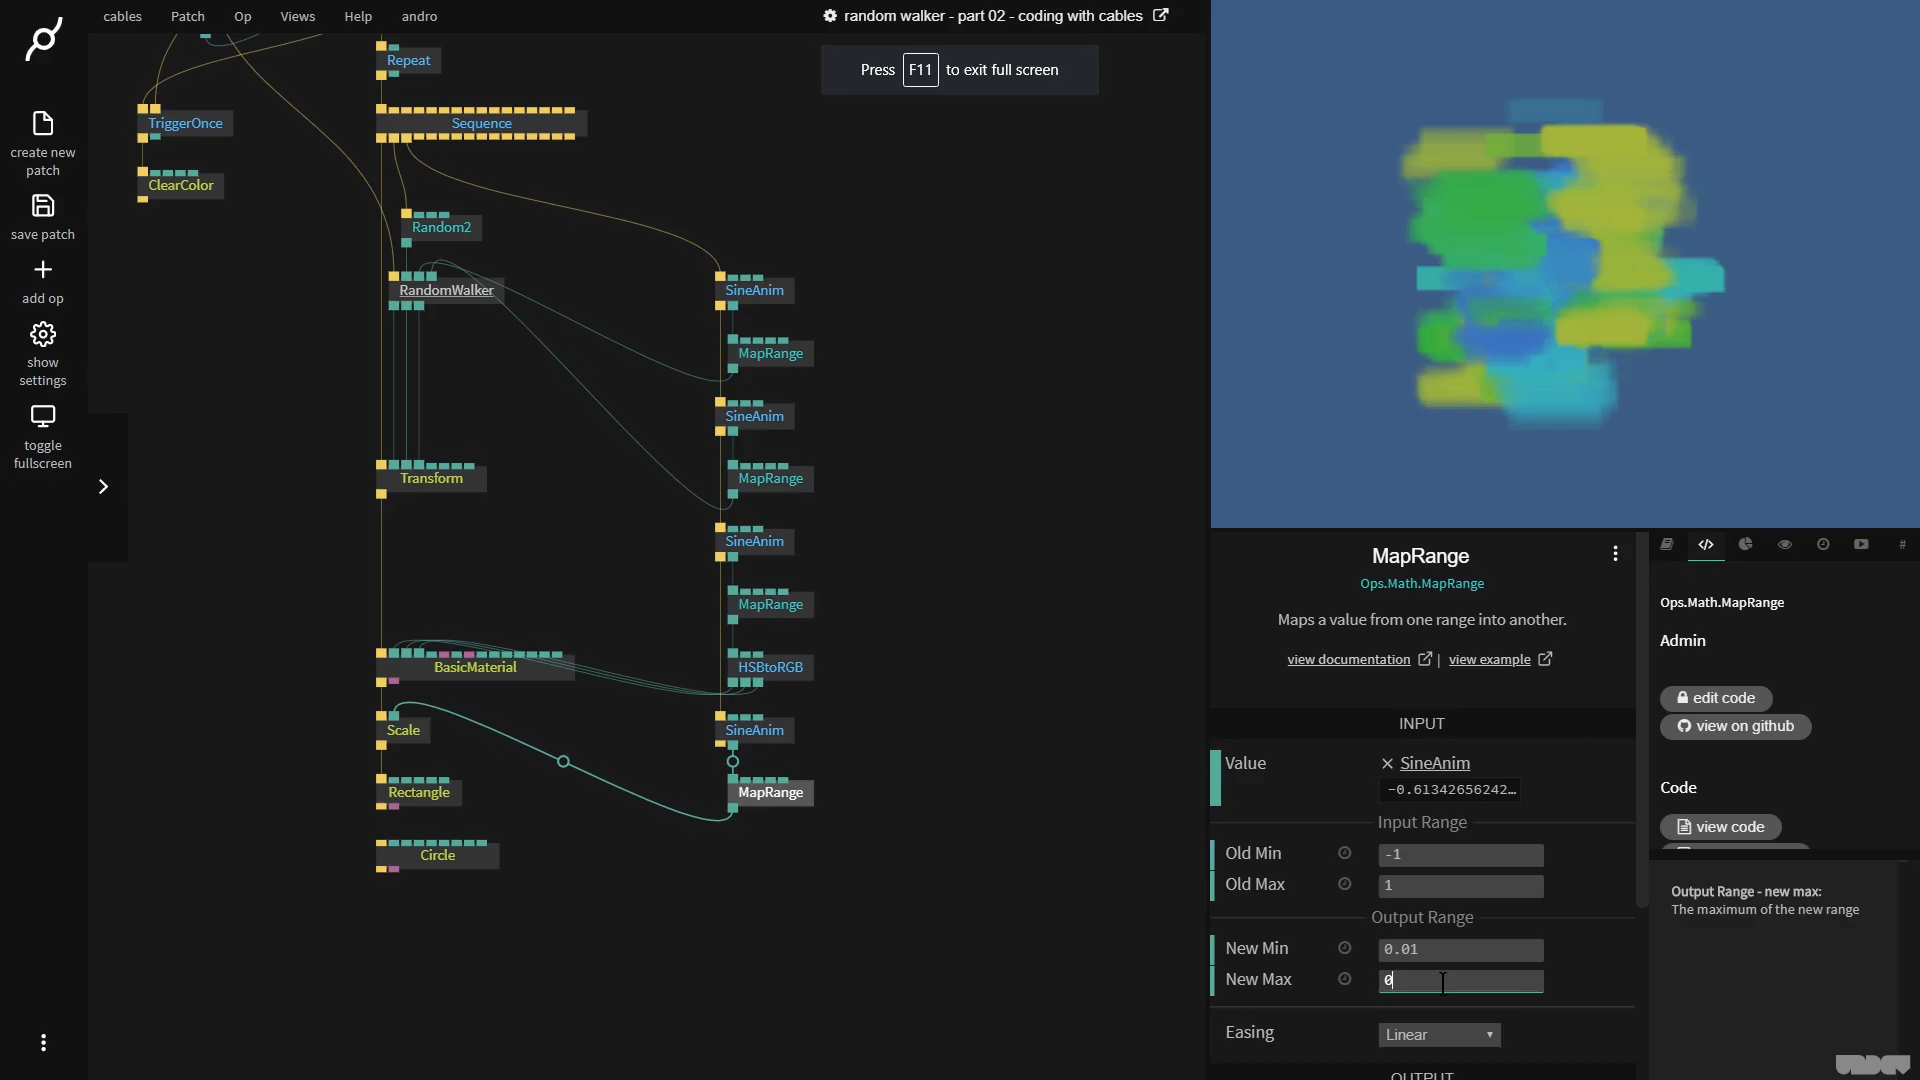 cables
Patch
Op
Views
Help
andro
random walker - part 02 - coding with cables
Press F11 to exit full screen
create new
patch
save patch
add op
show
settings
toggle
fullscreen
Repeat
TriggerOnce
Sequence
ClearColor
Random2
RandomWalker
SineAnim
MapRange
SineAnim
Transform
MapRange
SineAnim
MapRange
BasicMaterial
HSBtoRGB
Scale
SineAnim
Rectangle
MapRange
Circle
MapRange
Ops.Math.MapRange
Maps a value from one range into another.
view documentation | view example
INPUT
Value
× SineAnim
-0.61342656242…
Input Range
Old Min
-1
Old Max
1
Output Range
New Min
0.01
New Max
0
Easing
Linear
OUTPUT
#
Ops.Math.MapRange
Admin
edit code
view on github
Code
view code
Output Range - new max:
The maximum of the new range